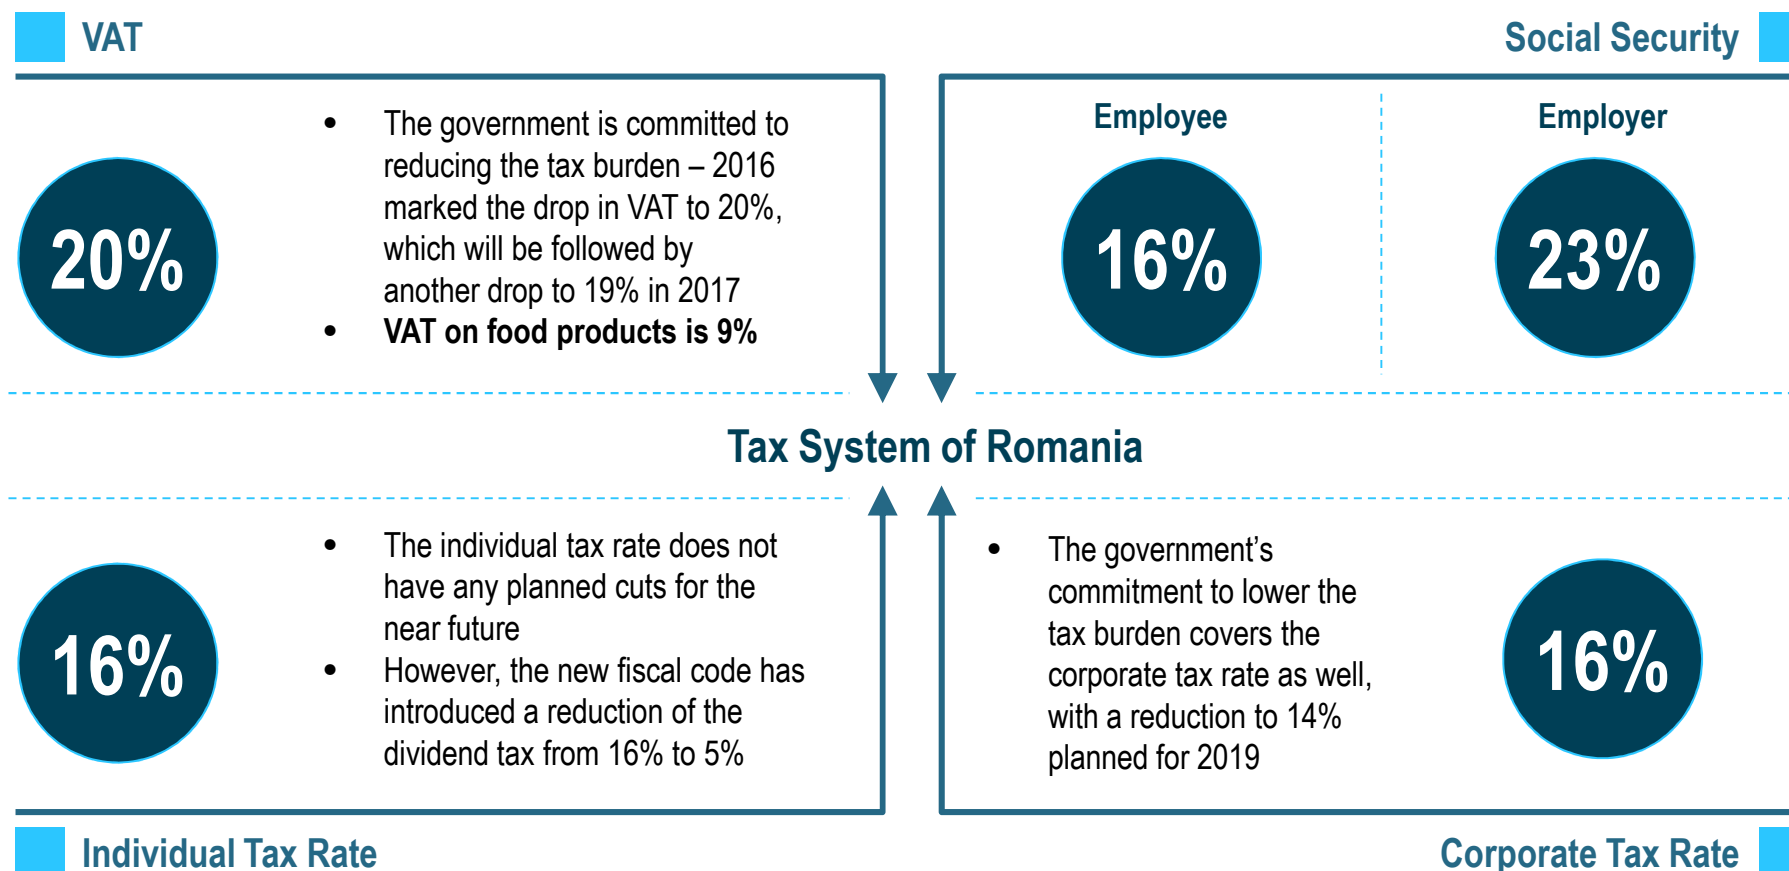 VAT
20%
• The government is committed to
reducing the tax burden – 2016
marked the drop in VAT to 20%,
which will be followed by
another drop to 19% in 2017
• VAT on food products is 9%
Social Security
Employee
16%
Employer
23%
Tax System of Romania
16%
• The individual tax rate does not
have any planned cuts for the
near future
• However, the new fiscal code has
introduced a reduction of the
dividend tax from 16% to 5%
Individual Tax Rate
• The government’s
commitment to lower the
tax burden covers the
corporate tax rate as well,
with a reduction to 14%
planned for 2019
16%
Corporate Tax Rate